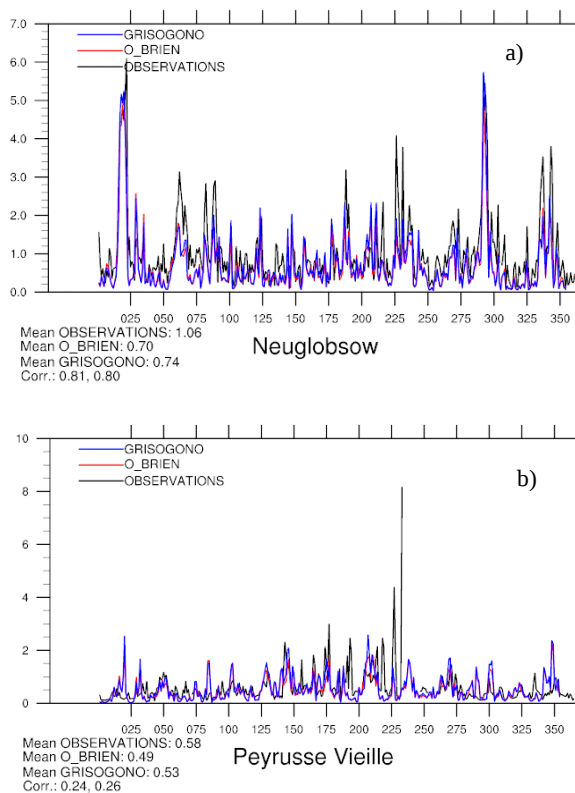 7.0
GRISOGONO
O_BRIEN
OBSERVATIONS
a)
6.0
5.0
4.0
3.0
2.0
1.0
0.0
025 050 075 100 125 150 175 200 225 250 275 300 325 350
Mean OBSERVATIONS: 1.06
Mean O_BRIEN: 0.70
Mean GRISOGONO: 0.74
Corr.: 0.81, 0.80
Neuglobsow
10
GRISOGONO
O_BRIEN
OBSERVATIONS
b)
8
6
4
2
0
025 050 075 100 125 150 175 200 225 250 275 300 325 350
Mean OBSERVATIONS: 0.58
Mean O_BRIEN: 0.49
Mean GRISOGONO: 0.53
Corr.: 0.24, 0.26
Peyrusse Vieille